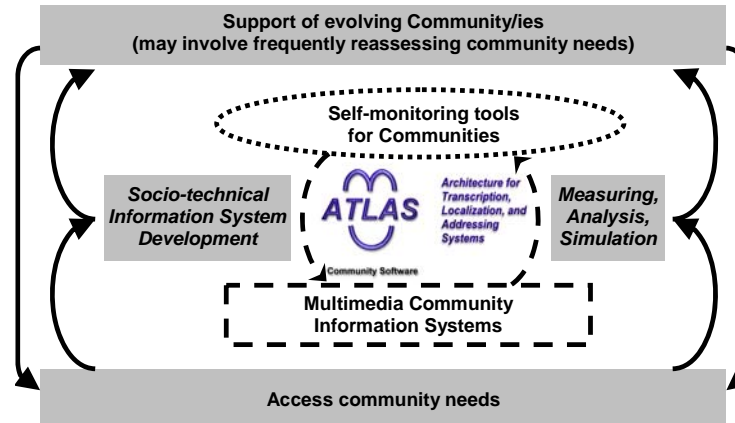 Support of evolving Community/ies
(may involve frequently reassessing community needs)
Self-monitoring tools
for Communities
Socio-technical
Information System
Development
ATLAS
Community Software
Architecture for
Transcription,
Localization, and
Addressing
Systems
Measuring,
Analysis,
Simulation
Multimedia Community
Information Systems
Access community needs